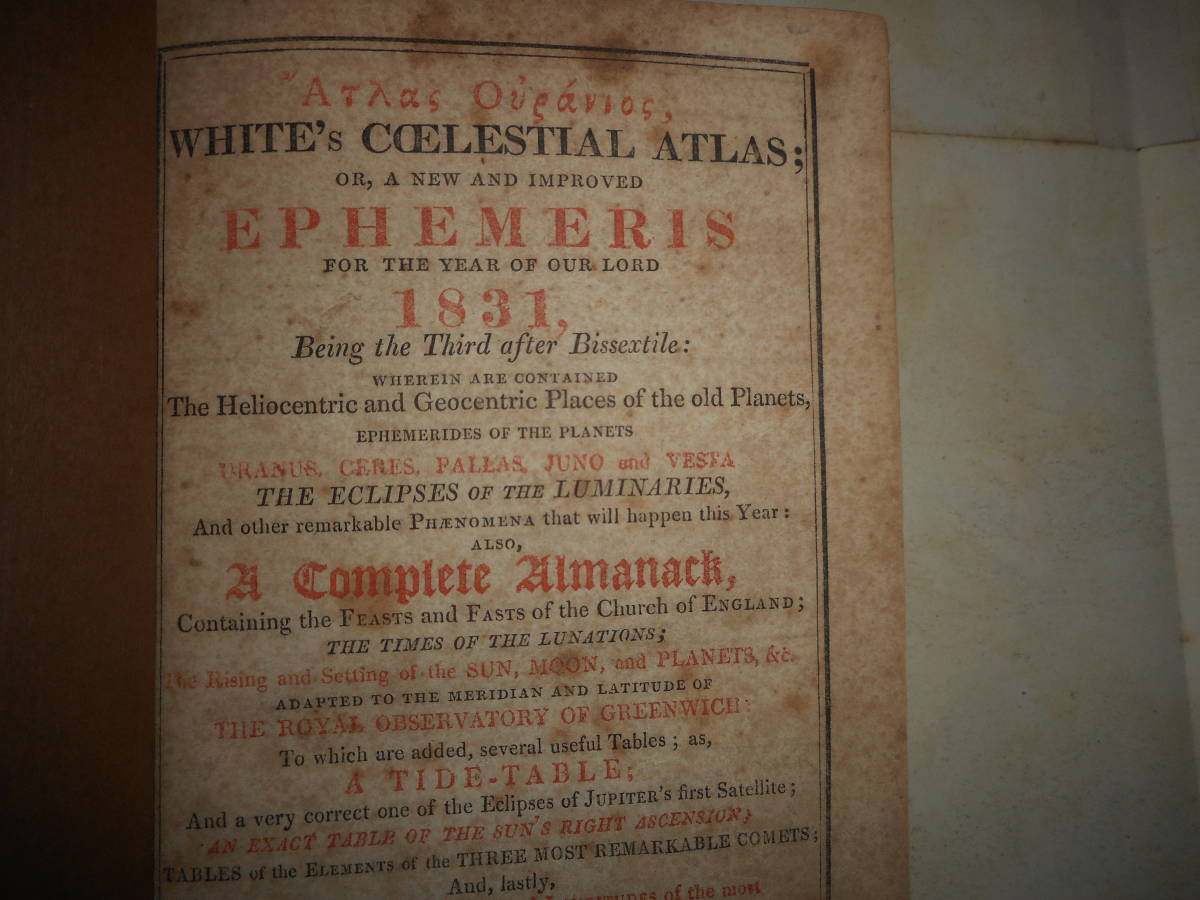 Ἄτλας Οὐράνιος,
WHITE's CŒLESTIAL ATLAS;
OR, A NEW AND IMPROVED
EPHEMERIS
FOR THE YEAR OF OUR LORD
1831,
Being the Third after Bissextile:
WHEREIN ARE CONTAINED
The Heliocentric and Geocentric Places of the old Planets,
EPHEMERIDES OF THE PLANETS
URANUS, CERES, PALLAS, JUNO and VESTA
THE ECLIPSES OF THE LUMINARIES,
And other remarkable PHÆNOMENA that will happen this Year:
ALSO,
A Complete Almanack,
Containing the FEASTS and FASTS of the Church of ENGLAND;
THE TIMES OF THE LUNATIONS;
The Rising and Setting of the SUN, MOON, and PLANETS, &c.
ADAPTED TO THE MERIDIAN AND LATITUDE OF
THE ROYAL OBSERVATORY OF GREENWICH:
To which are added, several useful Tables; as,
A TIDE-TABLE;
And a very correct one of the Eclipses of JUPITER's first Satellite;
AN EXACT TABLE OF THE SUN'S RIGHT ASCENSION;
TABLES of the ELEMENTS of the THREE MOST REMARKABLE COMETS;
And, lastly,
of the most